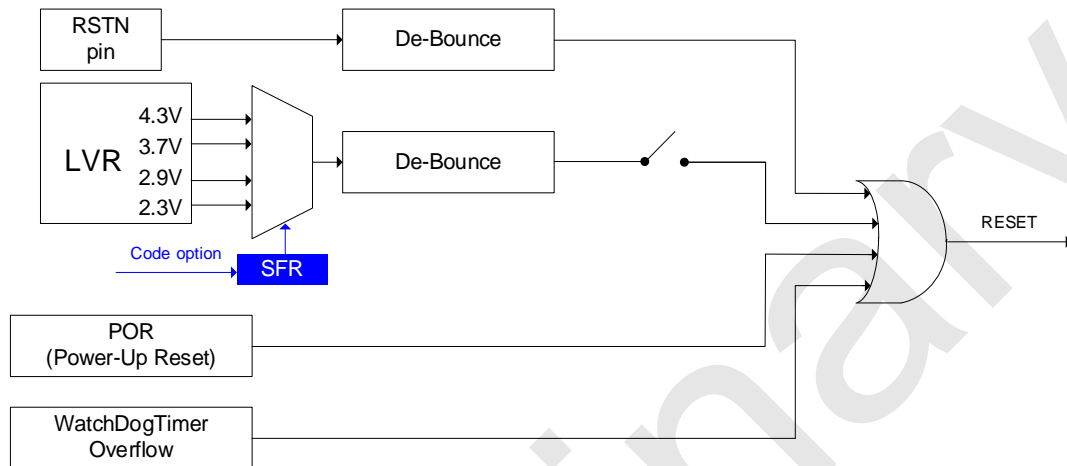 RSTN
pin
De-Bounce
LVR
4.3V
3.7V
2.9V
2.3V
De-Bounce
Code option
SFR
RESET
POR
(Power-Up Reset)
WatchDogTimer
Overflow
inary